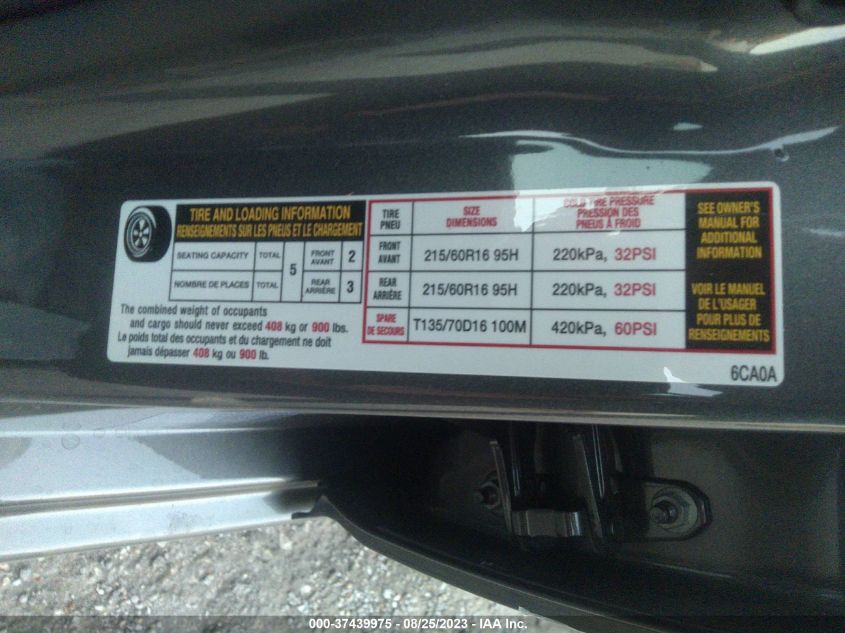 TIRE AND LOADING INFORMATION
RENSEIGNEMENTS SUR LES PNEUS ET LE CHARGEMENT
SEATING CAPACITY TOTAL 5 FRONT AVANT 2
NOMBRE DE PLACES TOTAL REAR ARRIÈRE 3
The combined weight of occupants
and cargo should never exceed 408 kg or 900 lbs.
Le poids total des occupants et du chargement ne doit
jamais dépasser 408 kg ou 900 lb.
TIRE PNEU SIZE DIMENSIONS COLD TIRE PRESSURE PRESSION DES PNEUS À FROID
FRONT AVANT 215/60R16 95H 220kPa, 32PSI
REAR ARRIÈRE 215/60R16 95H 220kPa, 32PSI
SPARE DE SECOURS T135/70D16 100M 420kPa, 60PSI
SEE OWNER'S
MANUAL FOR
ADDITIONAL
INFORMATION
VOIR LE MANUEL
DE L'USAGER
POUR PLUS DE
RENSEIGNEMENTS
6CA0A
000-37439975 - 08/25/2023 - IAA Inc.